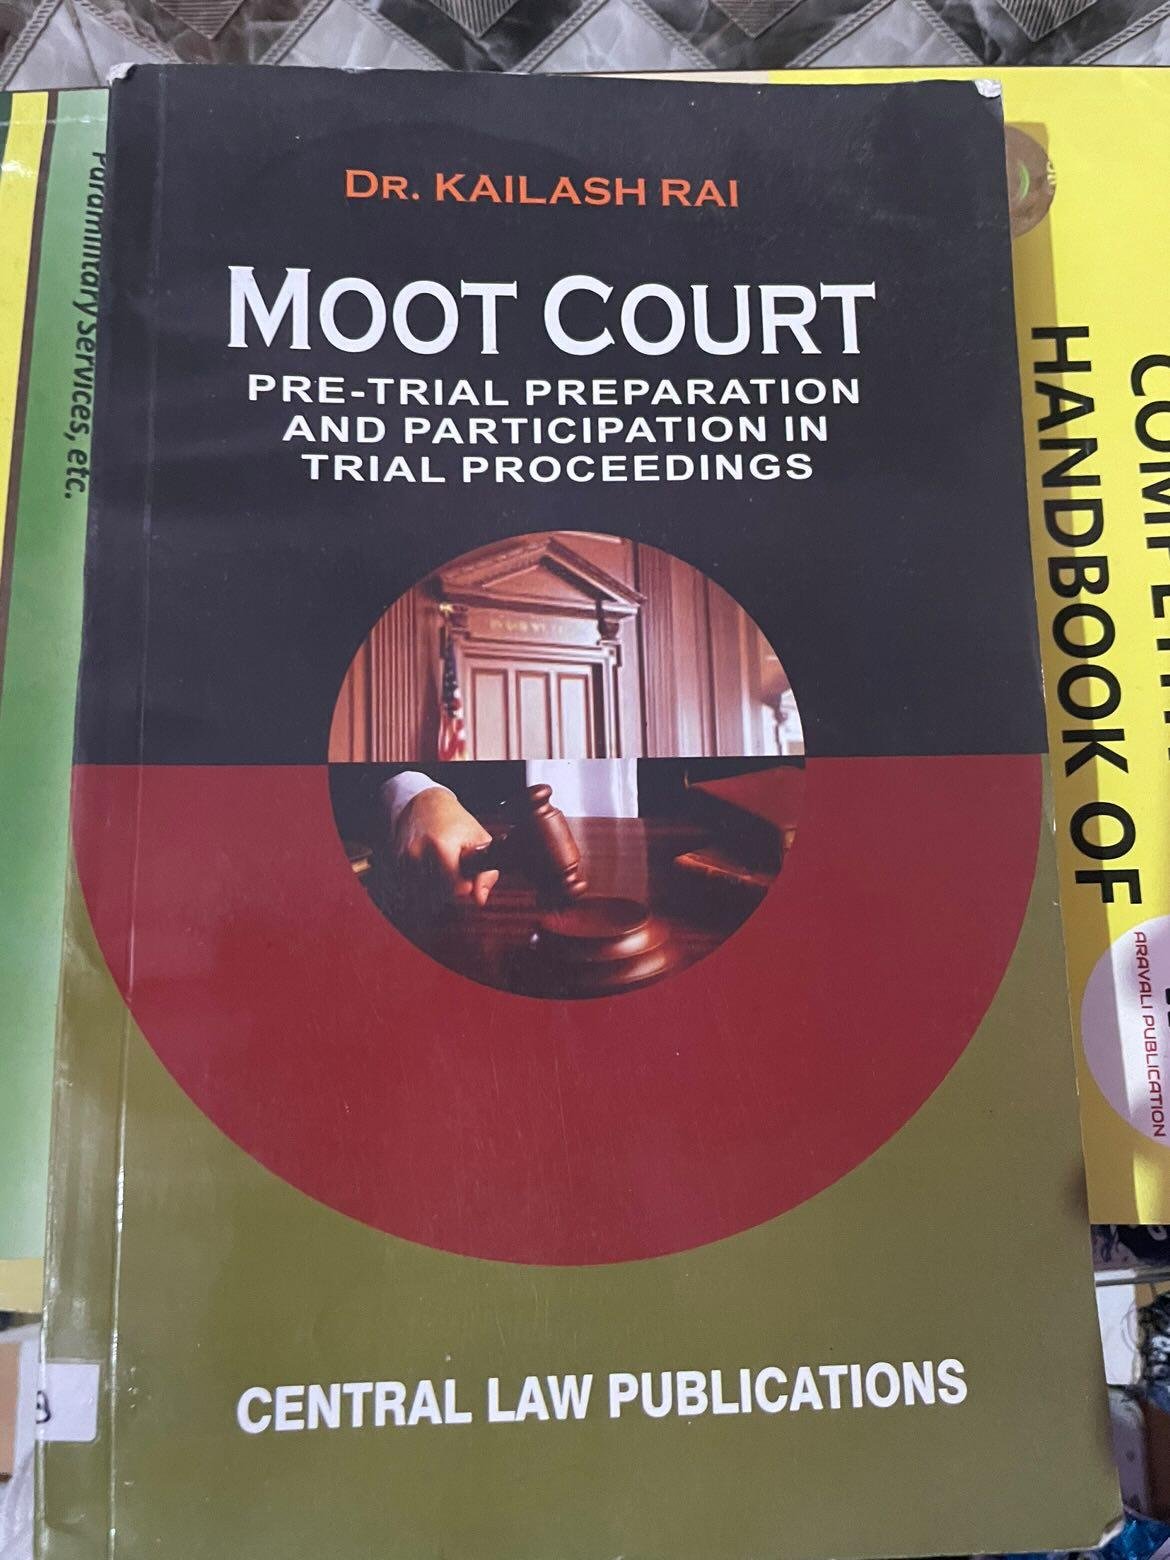 DR. KAILASH RAI
MOOT COURT
PRE-TRIAL PREPARATION
AND PARTICIPATION IN
TRIAL PROCEEDINGS
CENTRAL LAW PUBLICATIONS
Paramilitary Services, etc.
HANDBOOK OF
ARAVALI PUBLICATION